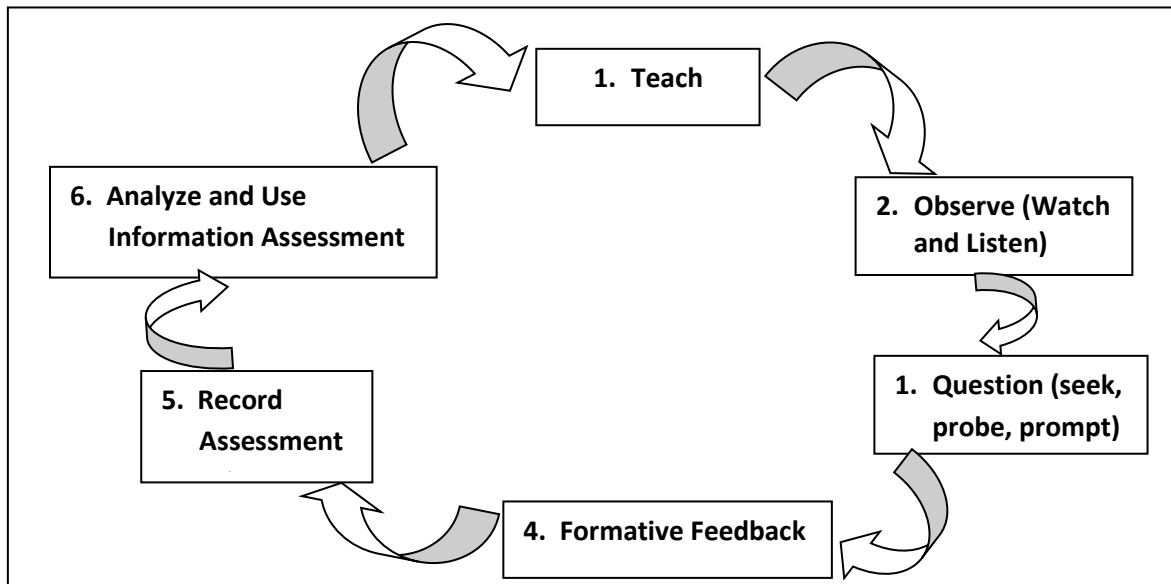 1. Teach
2. Observe (Watch
and Listen)
1. Question (seek,
probe, prompt)
4. Formative Feedback
5. Record
Assessment
6. Analyze and Use
Information Assessment